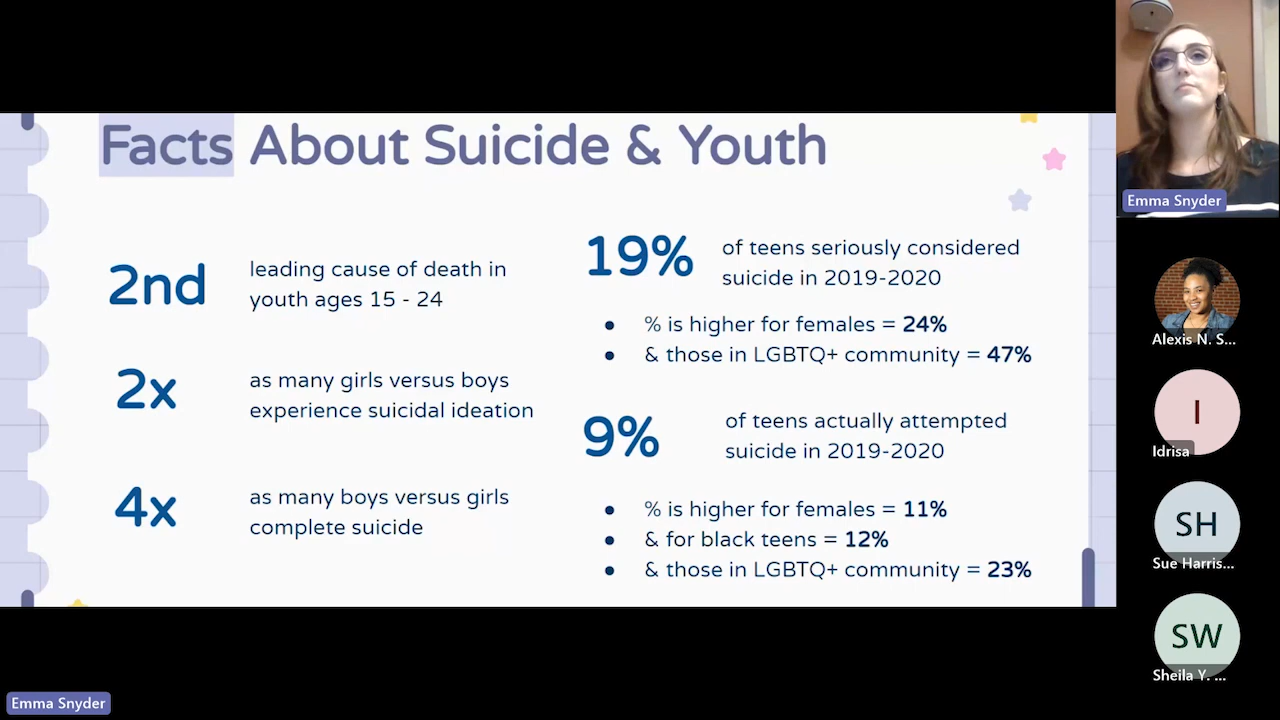 Facts About Suicide & Youth
2nd
leading cause of death in
youth ages 15 - 24
2x
as many girls versus boys
experience suicidal ideation
4x
as many boys versus girls
complete suicide
19%
of teens seriously considered
suicide in 2019-2020
• % is higher for females = 24%
• & those in LGBTQ+ community = 47%
9%
of teens actually attempted
suicide in 2019-2020
• % is higher for females = 11%
• & for black teens = 12%
• & those in LGBTQ+ community = 23%
Emma Snyder
Alexis N. S...
I
Idrisa
SH
Sue Harris...
SW
Sheila Y. ...
Emma Snyder